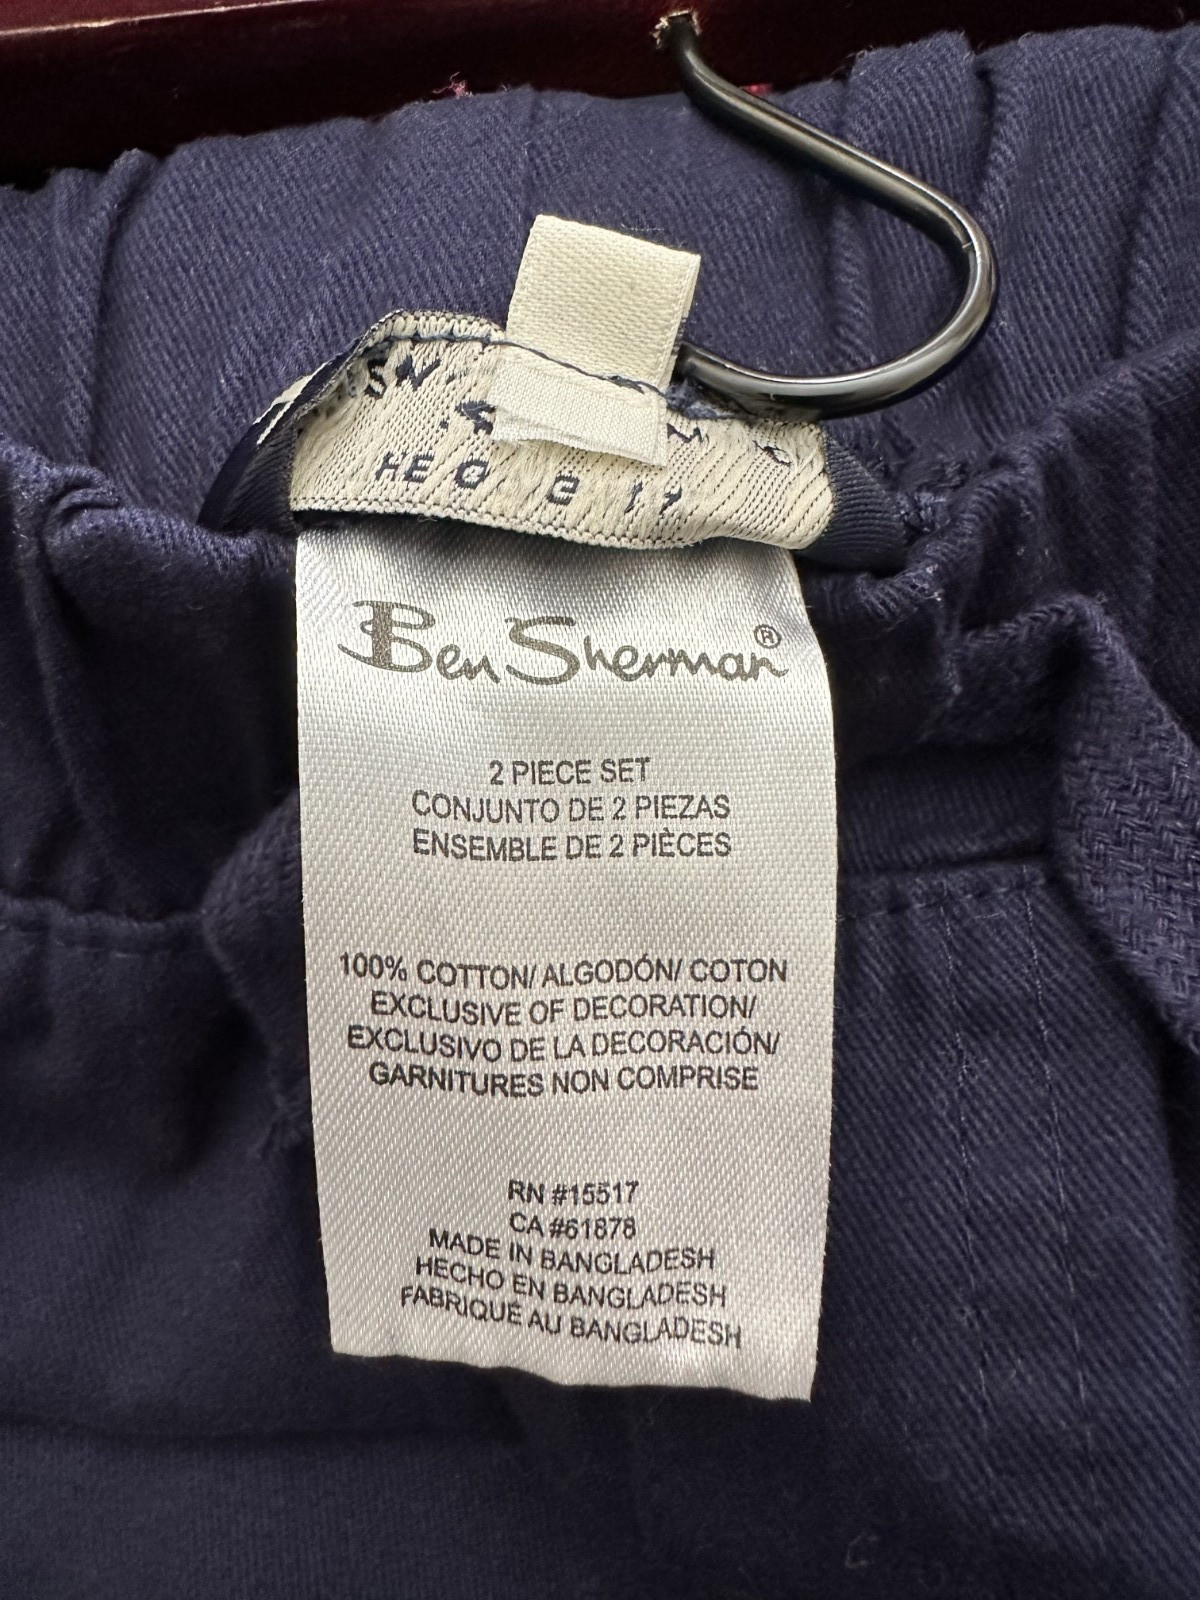 Ben Sherman®
2 PIECE SET
CONJUNTO DE 2 PIEZAS
ENSEMBLE DE 2 PIÈCES
100% COTTON/ ALGODÓN/ COTON
EXCLUSIVE OF DECORATION/
EXCLUSIVO DE LA DECORACIÓN/
GARNITURES NON COMPRISE
RN #15517
CA #61878
MADE IN BANGLADESH
HECHO EN BANGLADESH
FABRIQUÉ AU BANGLADESH